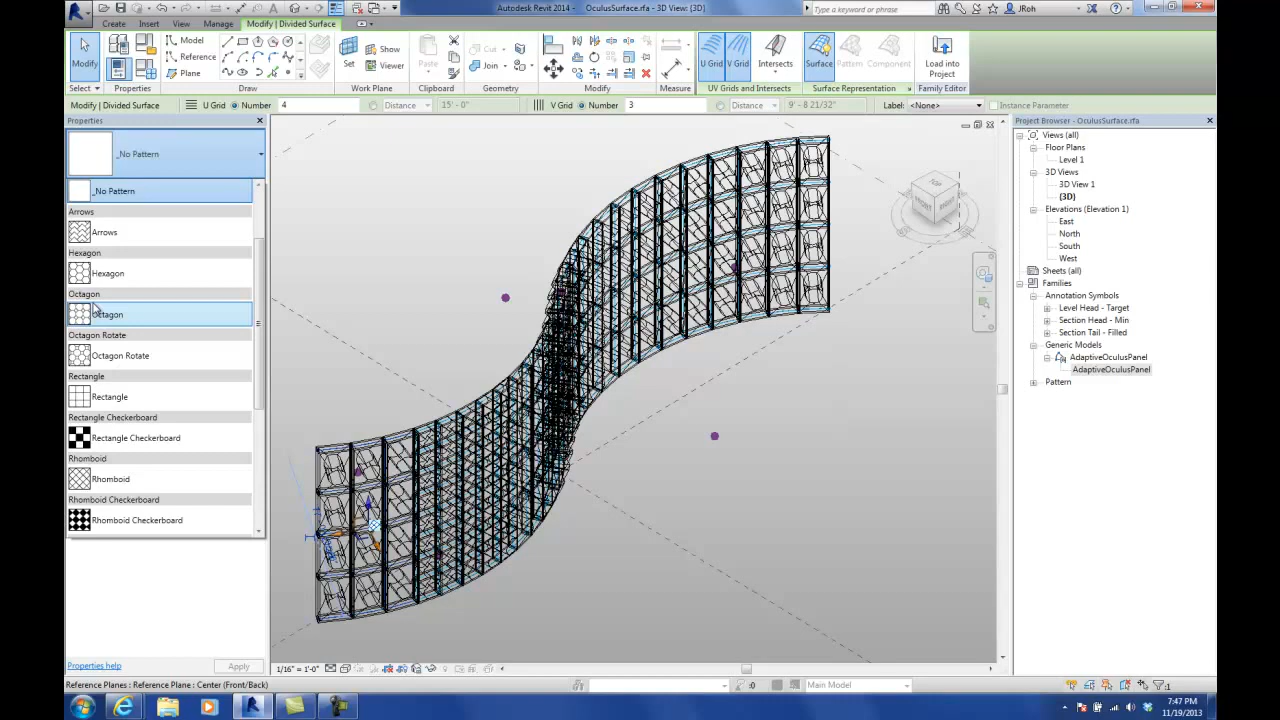 Autodesk Revit 2014 - OculusSurface.rfa - 3D View: {3D}
Type a keyword or phrase
JRoh
Create Insert View Manage Modify | Divided Surface
Modify
Model
Reference
Plane
Set
Show
Viewer
Paste
Cut
Join
U Grid
V Grid
Intersects
Surface
Pattern
Component
Load into
Project
Select Properties Draw Work Plane Clipboard Geometry Modify Measure UV Grids and Intersects Surface Representation Family Editor
Modify | Divided Surface U Grid Number 4 Distance 15' - 0" V Grid Number 3 Distance 9' - 8 21/32" Label: <None> Instance Parameter
Properties
_No Pattern
_No Pattern
Arrows
Arrows
Hexagon
Hexagon
Octagon
Octagon
Octagon Rotate
Octagon Rotate
Rectangle
Rectangle
Rectangle Checkerboard
Rectangle Checkerboard
Rhomboid
Rhomboid
Rhomboid Checkerboard
Rhomboid Checkerboard
Properties help
Apply
FRONT
Project Browser - OculusSurface.rfa
Views (all)
Floor Plans
Level 1
3D Views
3D View 1
{3D}
Elevations (Elevation 1)
East
North
South
West
Sheets (all)
Families
Annotation Symbols
Level Head - Target
Section Head - Min
Section Tail - Filled
Generic Models
AdaptiveOculusPanel
AdaptiveOculusPanel
Pattern
1/16" = 1'-0"
Reference Planes : Reference Plane : Center (Front/Back)
:0
Main Model
:1
7:47 PM
11/19/2013